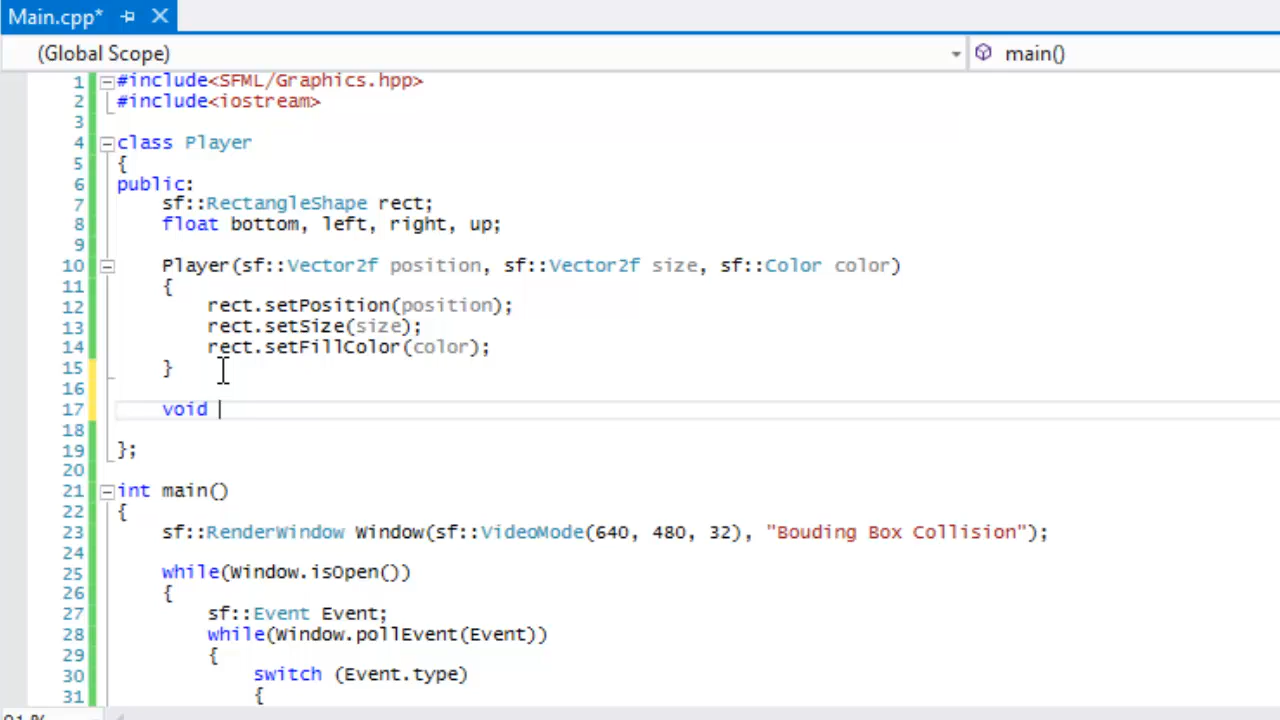 Main.cpp*
(Global Scope) main()
1 #include<SFML/Graphics.hpp>
2 #include<iostream>
3
4 class Player
5 {
6 public:
7 sf::RectangleShape rect;
8 float bottom, left, right, up;
9
10 Player(sf::Vector2f position, sf::Vector2f size, sf::Color color)
11 {
12 rect.setPosition(position);
13 rect.setSize(size);
14 rect.setFillColor(color);
15 }
16
17 void
18
19 };
20
21 int main()
22 {
23 sf::RenderWindow Window(sf::VideoMode(640, 480, 32), "Bouding Box Collision");
24
25 while(Window.isOpen())
26 {
27 sf::Event Event;
28 while(Window.pollEvent(Event))
29 {
30 switch (Event.type)
31 {